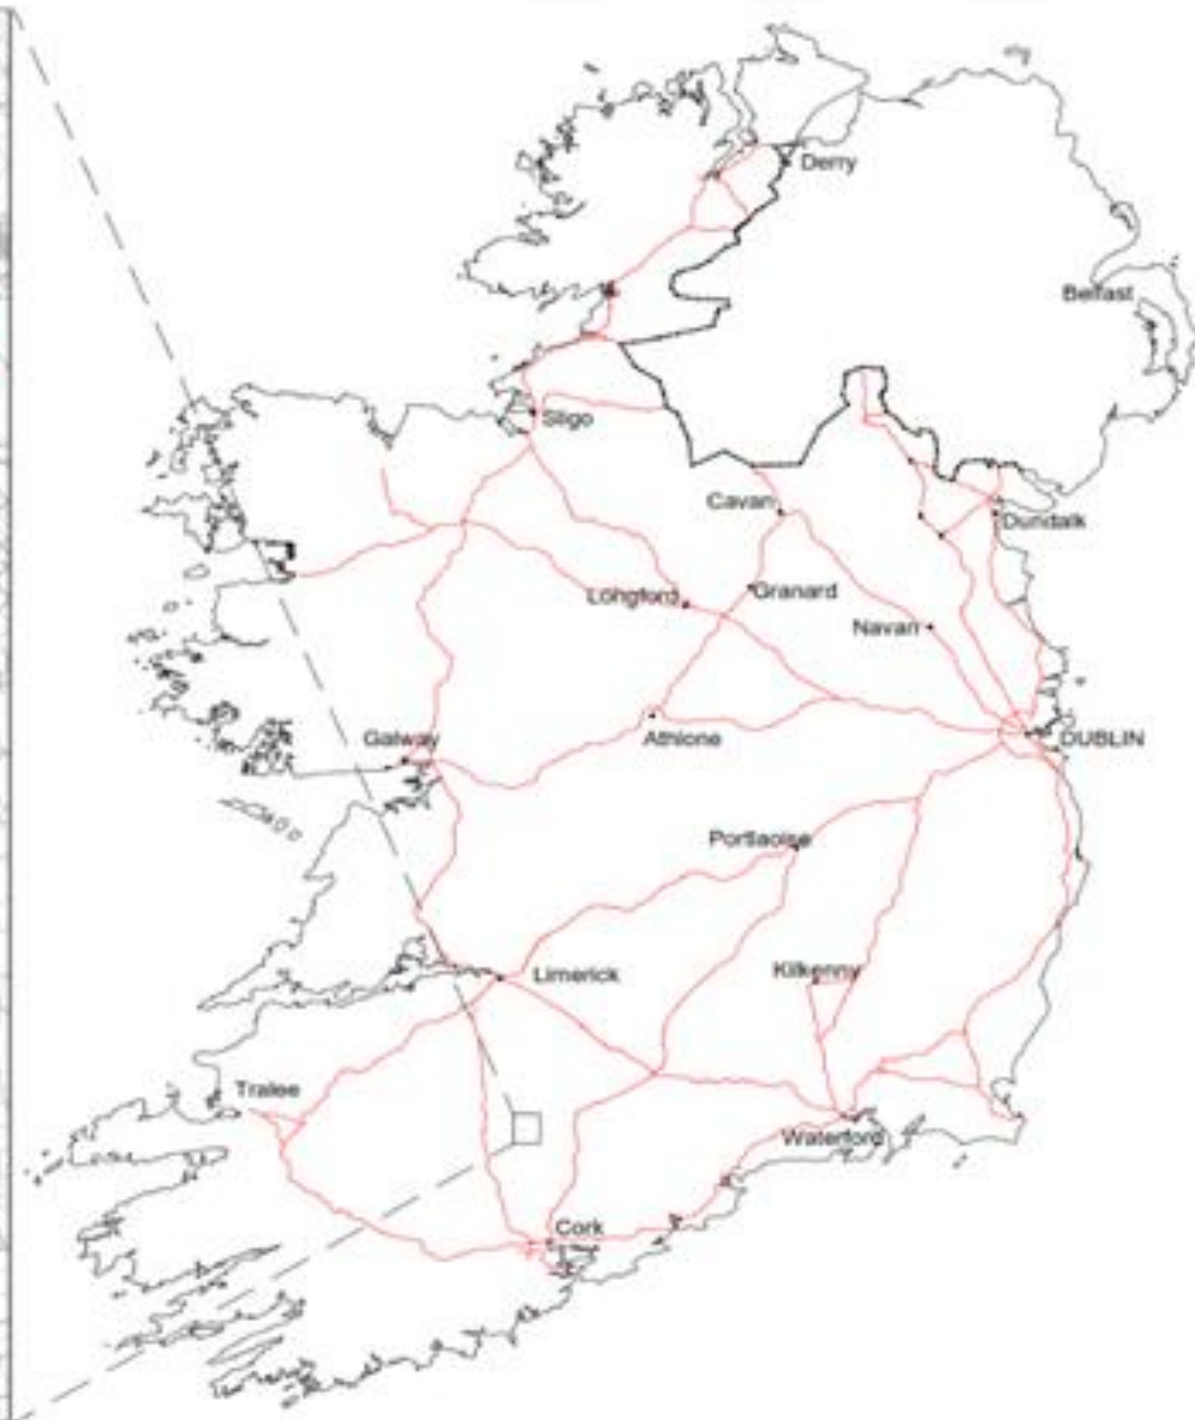 Derry
Belfast
Sligo
Cavan
Dundalk
Longford
Granard
Navan
Galway
Athlone
DUBLIN
Portlaoise
Limerick
Kilkenny
Tralee
Waterford
Cork